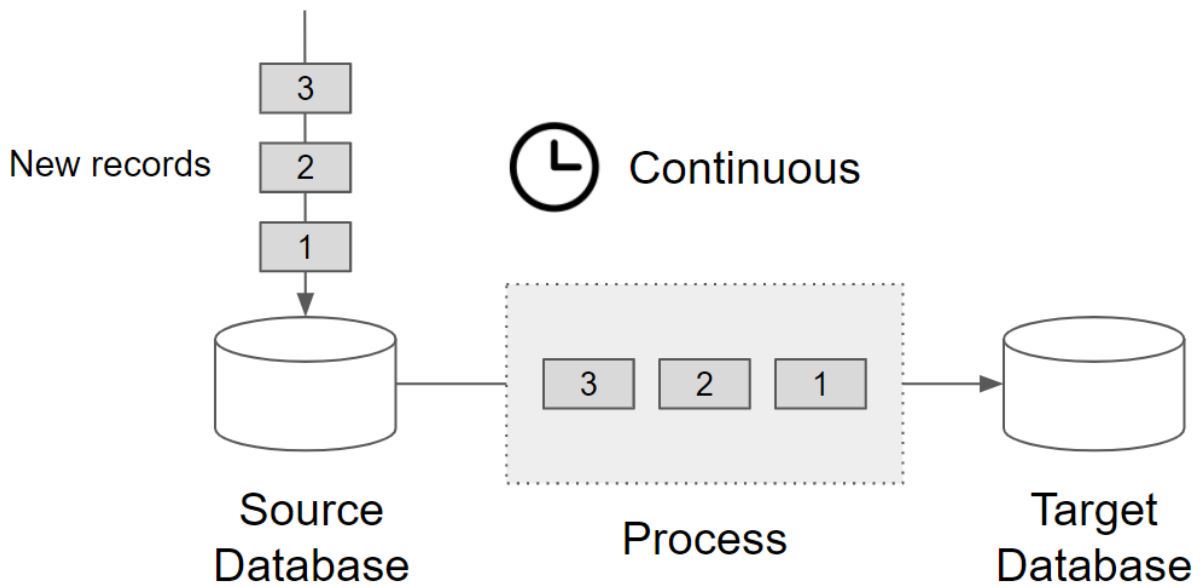 3
New records
2
1
Continuous
3 2 1
Source
Database
Process
Target
Database